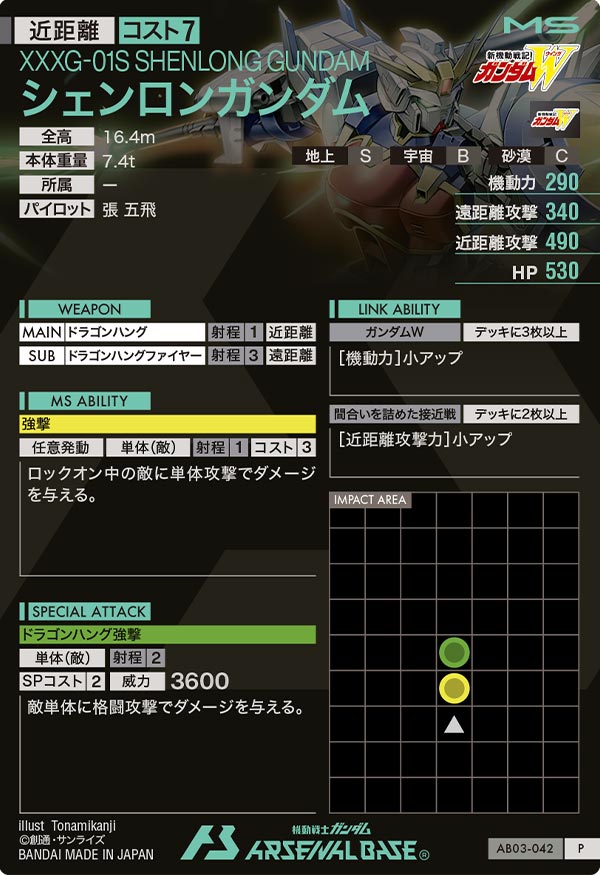 近距離 コスト7 MS
XXXG-01S SHENLONG GUNDAM
シェンロンガンダム
新機動戦記 ガンダムW ウイング
全高 16.4m
本体重量 7.4t
所属 ー
パイロット 張 五飛
新機動戦記 ガンダムW
地上 S 宇宙 B 砂漠 C
機動力 290
遠距離攻撃 340
近距離攻撃 490
HP 530
WEAPON
MAIN ドラゴンハング 射程 1 近距離
SUB ドラゴンハングファイヤー 射程 3 遠距離
MS ABILITY
強撃
任意発動 単体(敵) 射程 1 コスト 3
ロックオン中の敵に単体攻撃でダメージ
を与える。
SPECIAL ATTACK
ドラゴンハング強撃
単体(敵) 射程 2
SPコスト 2 威力 3600
敵単体に格闘攻撃でダメージを与える。
LINK ABILITY
ガンダムW デッキに3枚以上
[機動力]小アップ
間合いを詰めた接近戦 デッキに2枚以上
[近距離攻撃力]小アップ
IMPACT AREA
illust Tonamikanji
©創通・サンライズ
BANDAI MADE IN JAPAN
機動戦士ガンダム
ARSENAL BASE®
AB03-042 P